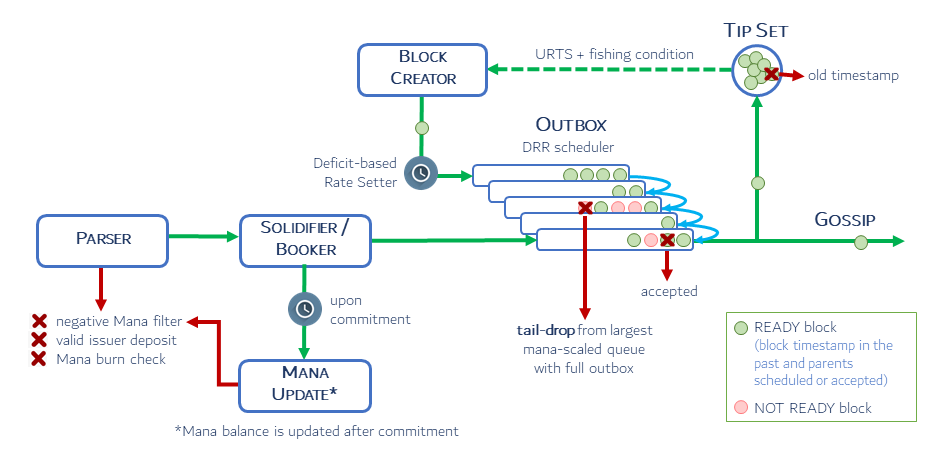 TIP SET
BLOCK
CREATOR
URTS + fishing condition
old timestamp
OUTBOX
DRR scheduler
Deficit-based
Rate Setter
PARSER
SOLIDIFIER /
BOOKER
GOSSIP
upon
commitment
accepted
negative Mana filter
valid issuer deposit
Mana burn check
tail-drop from largest
mana-scaled queue
with full outbox
READY block
(block timestamp in the
past and parents
scheduled or accepted)
NOT READY block
MANA
UPDATE*
*Mana balance is updated after commitment